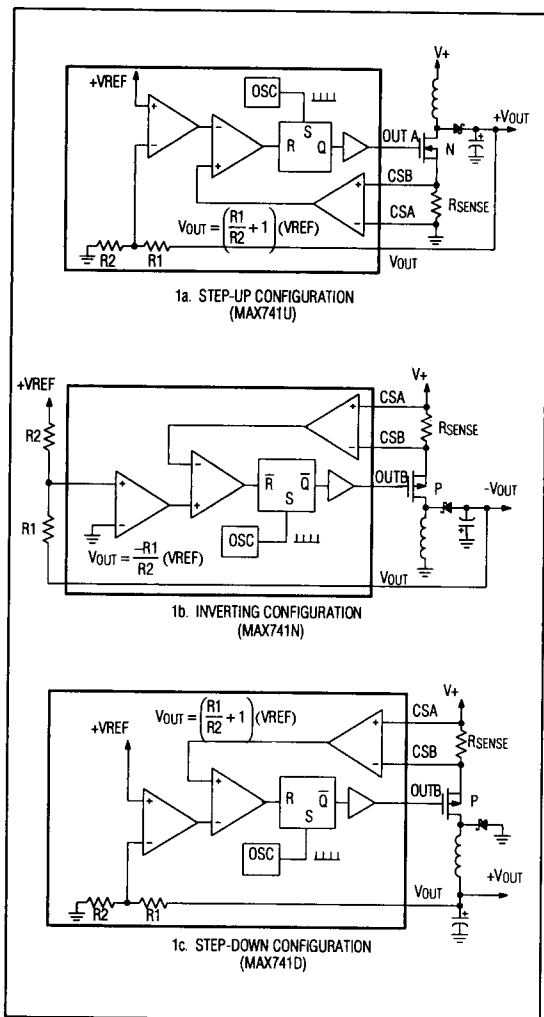 V+
+VREF
OSC
+VOUT
S
OUT A
N
R
Q
CSB
RSENSE
CSA
VOUT = (R1/R2 + 1) (VREF)
R2
R1
VOUT
1a. STEP-UP CONFIGURATION
(MAX741U)
V+
+VREF
CSA
RSENSE
R2
CSB
R
Q
OUTB
P
S
-VOUT
R1
OSC
VOUT = -R1/R2 (VREF)
VOUT
1b. INVERTING CONFIGURATION
(MAX741N)
V+
VOUT = (R1/R2 + 1) (VREF)
CSA
+VREF
RSENSE
CSB
OUTB
P
R
Q
S
OSC
+VOUT
VOUT
R2
R1
1c. STEP-DOWN CONFIGURATION
(MAX741D)